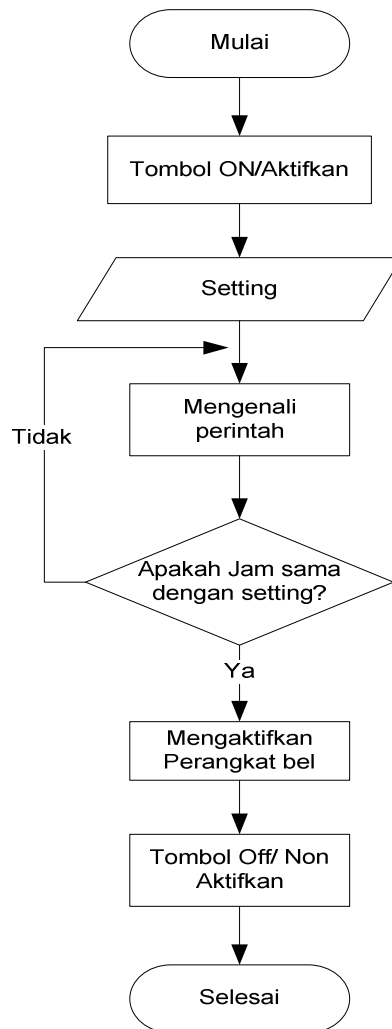 Mulai
Tombol ON/Aktifkan
Setting
Mengenali
perintah
Tidak
Apakah Jam sama
dengan setting?
Ya
Mengaktifkan
Perangkat bel
Tombol Off/ Non
Aktifkan
Selesai